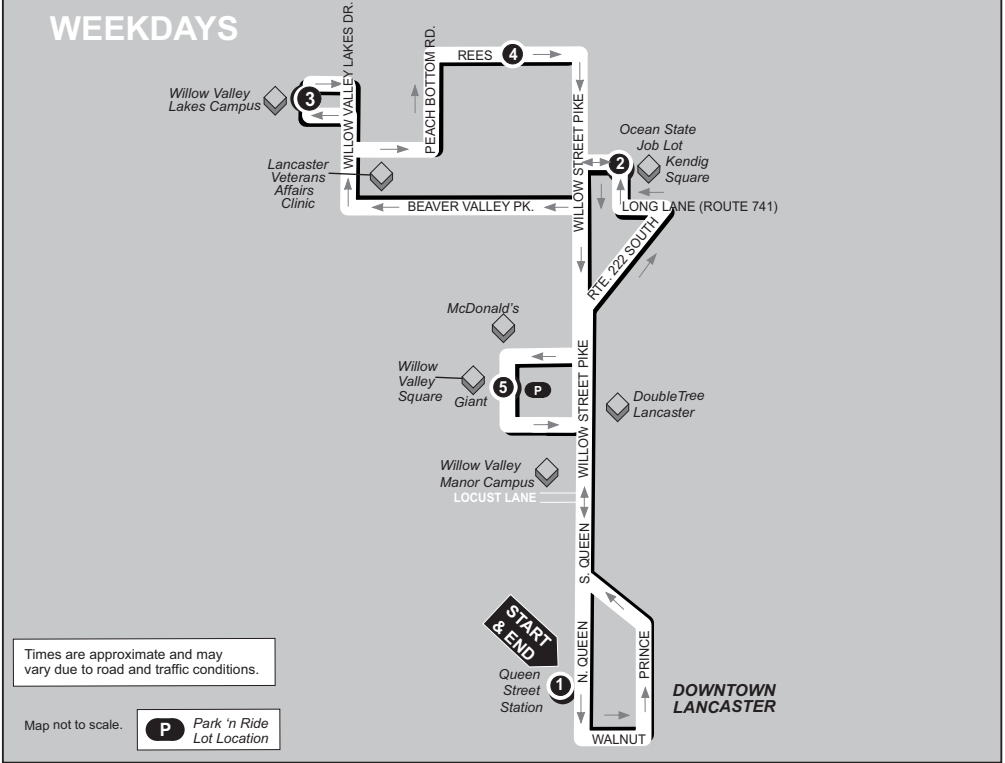 WEEKDAYS
WILLOW VALLEY LAKES DR.
PEACH BOTTOM RD.
REES
4
Willow Valley
Lakes Campus
3
WILLOW STREET PIKE
Ocean State
Job Lot
Kendig
Square
2
Lancaster
Veterans
Affairs
Clinic
BEAVER VALLEY PK.
LONG LANE (ROUTE 741)
RTE. 222 SOUTH
McDonald's
Willow
Valley
Square
Giant
5
P
WILLOW STREET PIKE
DoubleTree
Lancaster
Willow Valley
Manor Campus
LOCUST LANE
S. QUEEN
START
& END
Queen
Street
Station
1
N. QUEEN
PRINCE
WALNUT
DOWNTOWN
LANCASTER
Times are approximate and may
vary due to road and traffic conditions.
Map not to scale.
P
Park ‘n Ride
Lot Location